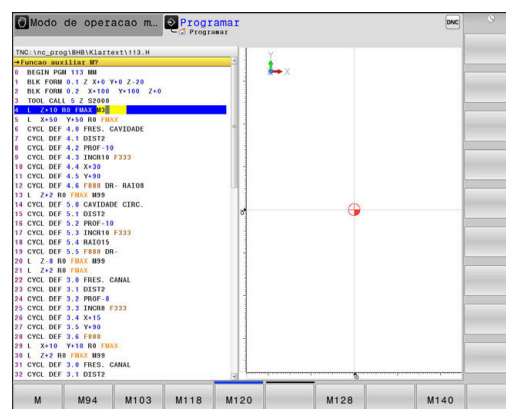 Modo de operacao m…
Programar
Programar
DNC
TNC:\nc_prog\BHB\Klartext\113.H
→Funcao auxiliar M?
0 BEGIN PGM 113 MM
1 BLK FORM 0.1 Z X+0 Y+0 Z-20
2 BLK FORM 0.2 X+100 Y+100 Z+0
3 TOOL CALL 5 Z S2000
4 L Z+10 R0 FMAX M3
5 L X+50 Y+50 R0 FMAX
6 CYCL DEF 4.0 FRES. CAVIDADE
7 CYCL DEF 4.1 DIST2
8 CYCL DEF 4.2 PROF-10
9 CYCL DEF 4.3 INCR10 F333
10 CYCL DEF 4.4 X+30
11 CYCL DEF 4.5 Y+90
12 CYCL DEF 4.6 F888 DR- RAIO8
13 L Z+2 R0 FMAX M99
14 CYCL DEF 5.0 CAVIDADE CIRC.
15 CYCL DEF 5.1 DIST2
16 CYCL DEF 5.2 PROF-10
17 CYCL DEF 5.3 INCR10 F333
18 CYCL DEF 5.4 RAIO15
19 CYCL DEF 5.5 F888 DR-
20 L Z-8 R0 FMAX M99
21 L Z+2 R0 FMAX
22 CYCL DEF 3.0 FRES. CANAL
23 CYCL DEF 3.1 DIST2
24 CYCL DEF 3.2 PROF-8
25 CYCL DEF 3.3 INCR8 F333
26 CYCL DEF 3.4 X+15
27 CYCL DEF 3.5 Y+90
28 CYCL DEF 3.6 F888
29 L X+10 Y+10 R0 FMAX
30 L Z+2 R0 FMAX M99
31 CYCL DEF 3.0 FRES. CANAL
32 CYCL DEF 3.1 DIST2
Y
X
M M94 M103 M118 M120 M128 M140